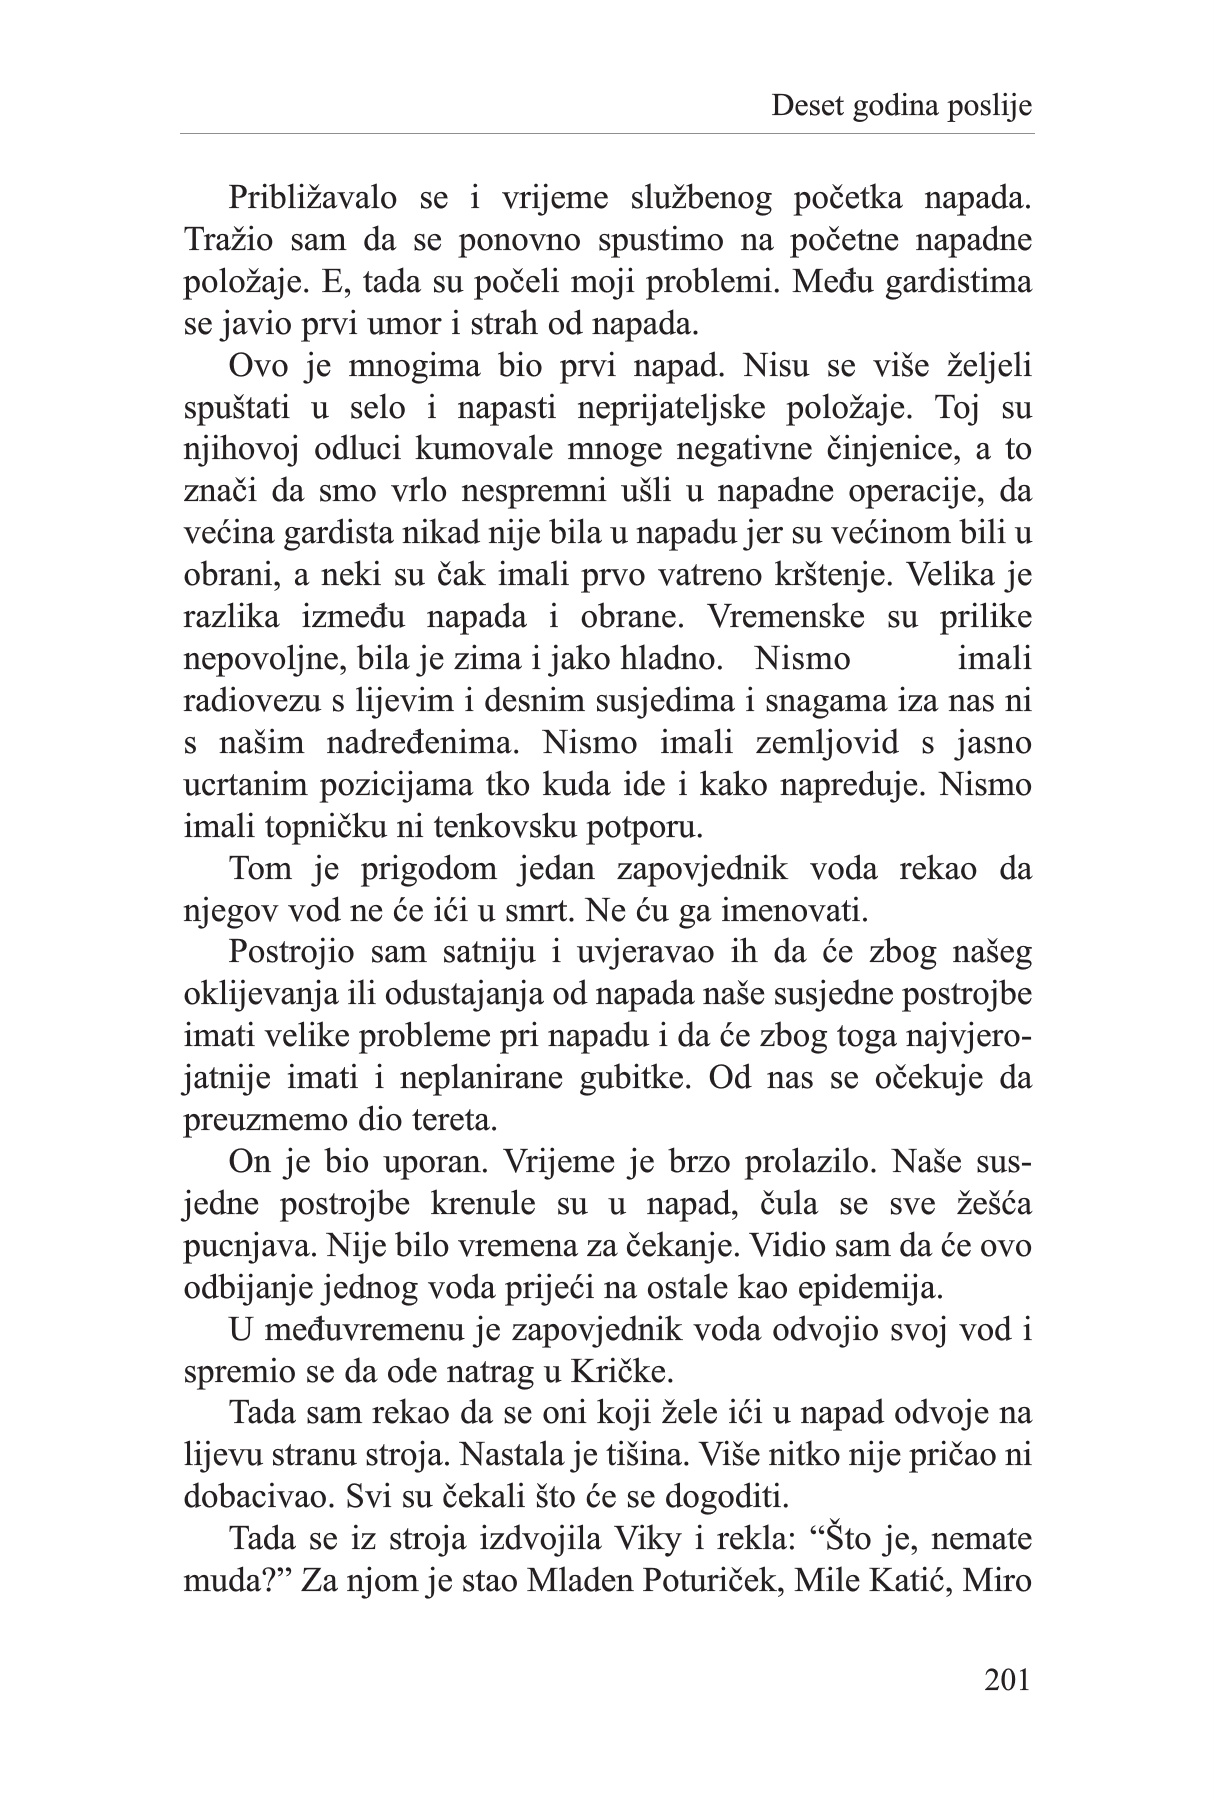 Deset godina poslije
Približavalo se i vrijeme službenog početka napada.
Tražio sam da se ponovno spustimo na početne napadne
položaje. E, tada su počeli moji problemi. Među gardistima
se javio prvi umor i strah od napada.
Ovo je mnogima bio prvi napad. Nisu se više željeli
spuštati u selo i napasti neprijateljske položaje. Toj su
njihovoj odluci kumovale mnoge negativne činjenice, a to
znači da smo vrlo nespremni ušli u napadne operacije, da
većina gardista nikad nije bila u napadu jer su većinom bili u
obrani, a neki su čak imali prvo vatreno krštenje. Velika je
razlika između napada i obrane. Vremenske su prilike
nepovoljne, bila je zima i jako hladno. Nismo imali
radiovezu s lijevim i desnim susjedima i snagama iza nas ni
s našim nadređenima. Nismo imali zemljovid s jasno
ucrtanim pozicijama tko kuda ide i kako napreduje. Nismo
imali topničku ni tenkovsku potporu.
Tom je prigodom jedan zapovjednik voda rekao da
njegov vod ne će ići u smrt. Ne ću ga imenovati.
Postrojio sam satniju i uvjeravao ih da će zbog našeg
oklijevanja ili odustajanja od napada naše susjedne postrojbe
imati velike probleme pri napadu i da će zbog toga najvjero-
jatnije imati i neplanirane gubitke. Od nas se očekuje da
preuzmemo dio tereta.
On je bio uporan. Vrijeme je brzo prolazilo. Naše sus-
jedne postrojbe krenule su u napad, čula se sve žešća
pucnjava. Nije bilo vremena za čekanje. Vidio sam da će ovo
odbijanje jednog voda prijeći na ostale kao epidemija.
U međuvremenu je zapovjednik voda odvojio svoj vod i
spremio se da ode natrag u Kričke.
Tada sam rekao da se oni koji žele ići u napad odvoje na
lijevu stranu stroja. Nastala je tišina. Više nitko nije pričao ni
dobacivao. Svi su čekali što će se dogoditi.
Tada se iz stroja izdvojila Viky i rekla: “Što je, nemate
muda?” Za njom je stao Mladen Poturiček, Mile Katić, Miro
201